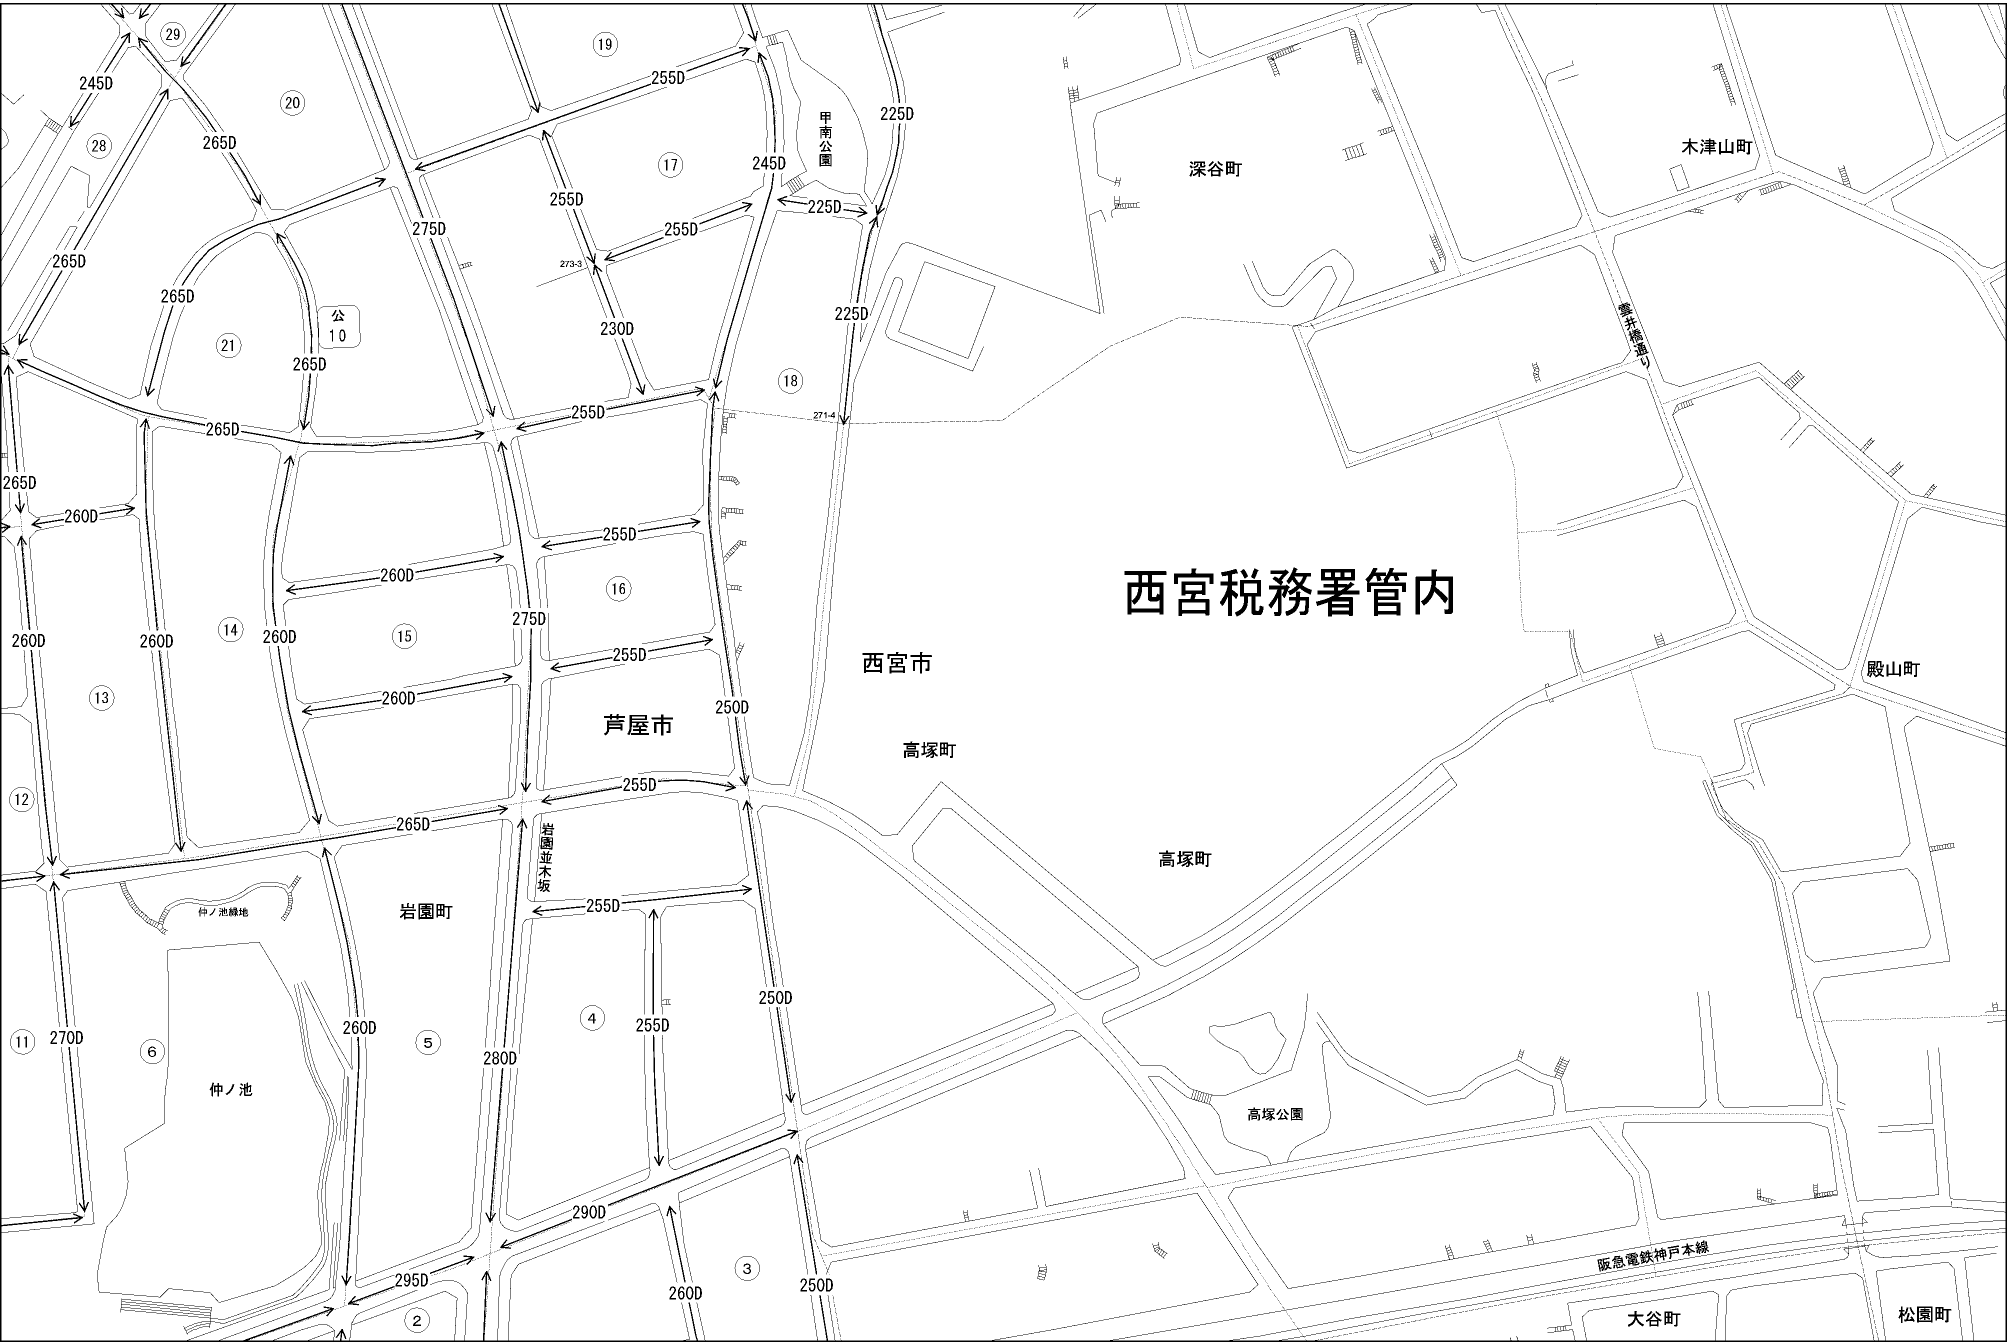 29
19
20
245D
255D
甲南公園
225D
265D
28
17
245D
木津山町
深谷町
255D
225D
275D
255D
265D
273-3
265D
公
10
225D
雲井橋通り
230D
21
265D
18
255D
271-4
265D
265D
260D
255D
260D
16
西宮税務署管内
275D
14
260D
15
260D
260D
255D
西宮市
殿山町
13
260D
250D
芦屋市
高塚町
12
255D
265D
岩園並木坂
高塚町
255D
仲ノ池緑地
岩園町
250D
4
255D
260D
11
270D
6
5
280D
仲ノ池
高塚公園
290D
阪急電鉄神戸本線
3
295D
250D
260D
2
大谷町
松園町